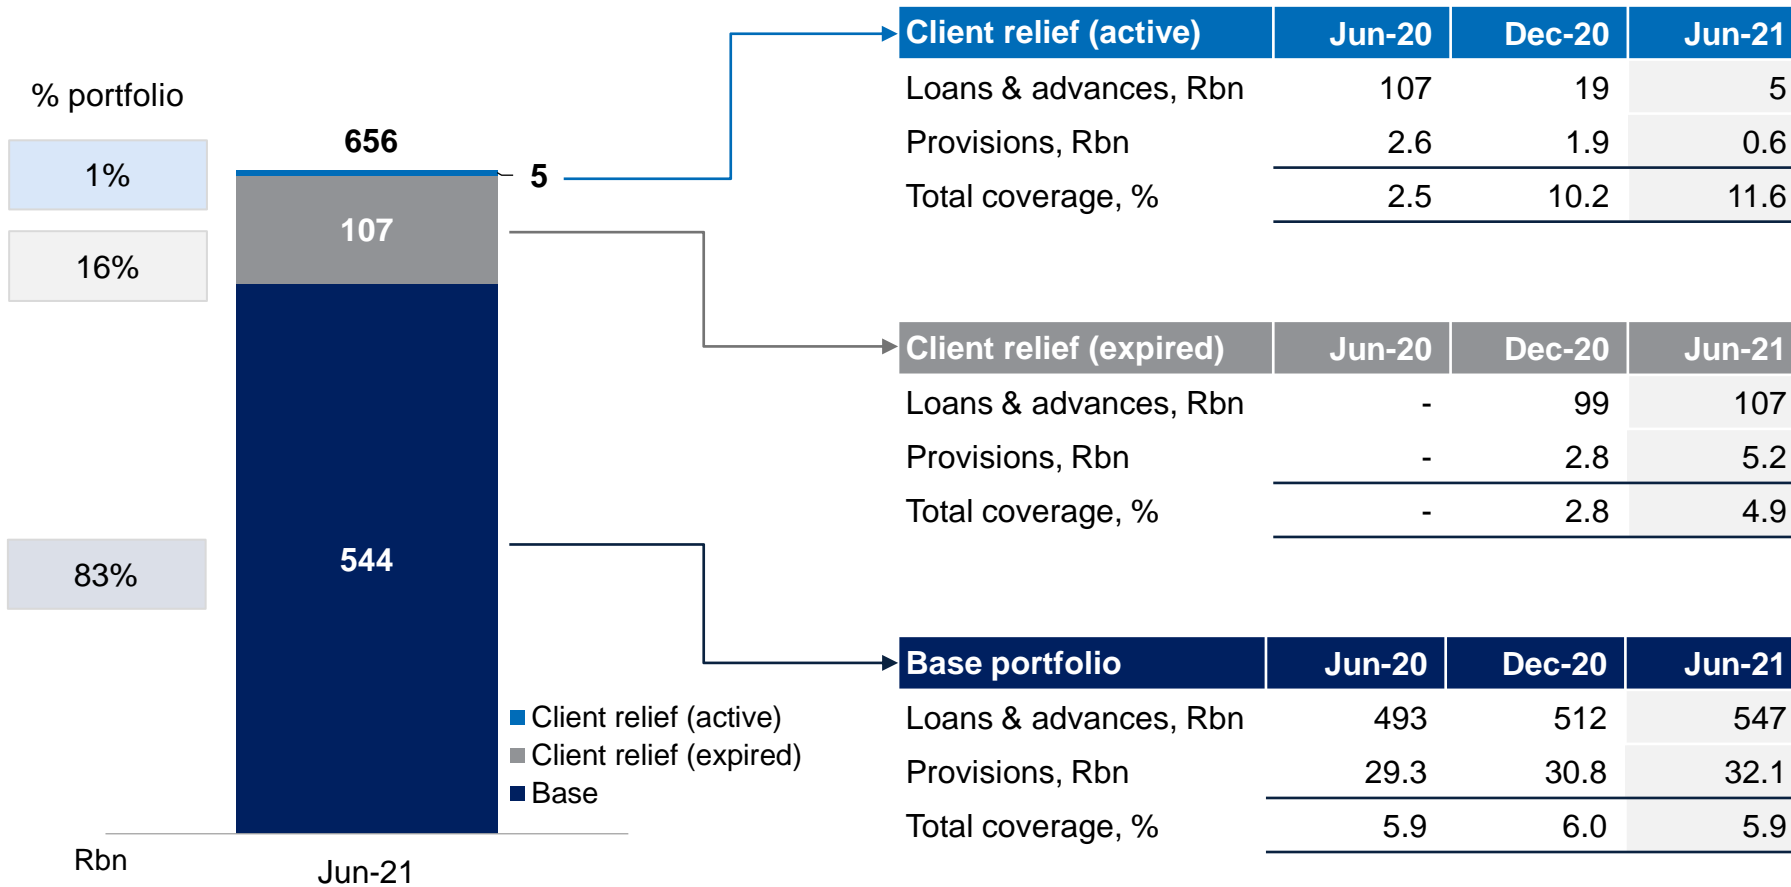 % portfolio
1%
16%
83%
656
5
107
544
Client relief (active)
Client relief (expired)
Base
Rbn
Jun-21
Client relief (active) Jun-20 Dec-20 Jun-21
Loans & advances, Rbn 107 19 5
Provisions, Rbn 2.6 1.9 0.6
Total coverage, % 2.5 10.2 11.6
Client relief (expired) Jun-20 Dec-20 Jun-21
Loans & advances, Rbn - 99 107
Provisions, Rbn - 2.8 5.2
Total coverage, % - 2.8 4.9
Base portfolio Jun-20 Dec-20 Jun-21
Loans & advances, Rbn 493 512 547
Provisions, Rbn 29.3 30.8 32.1
Total coverage, % 5.9 6.0 5.9